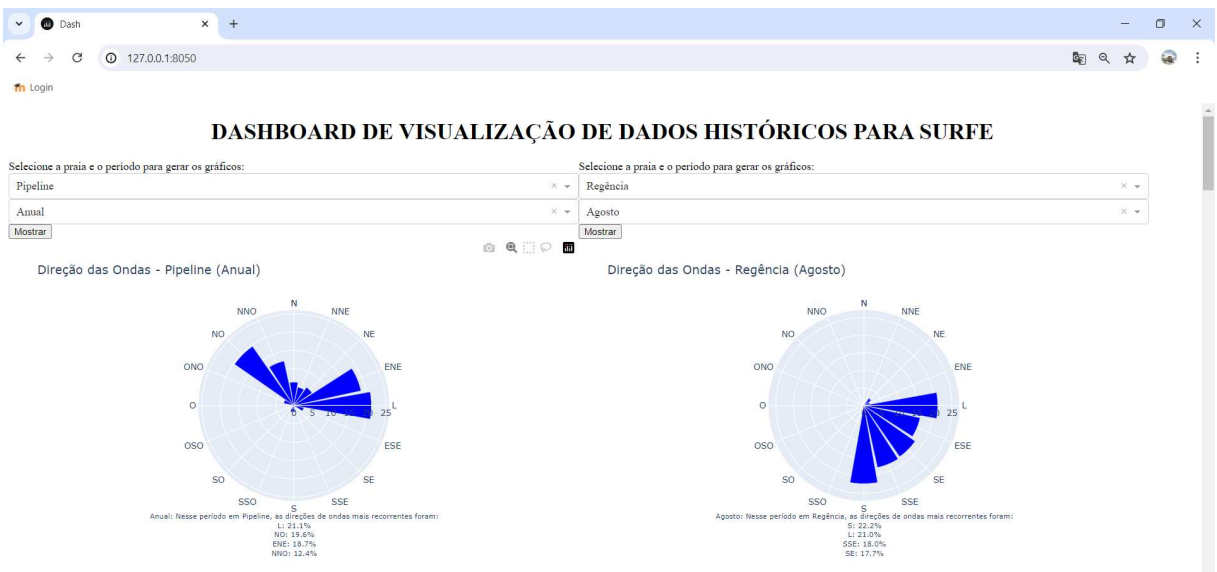 Dash
127.0.0.1:8050
Login
DASHBOARD DE VISUALIZAÇÃO DE DADOS HISTÓRICOS PARA SURFE
Selecione a praia e o período para gerar os gráficos:
Pipeline
Anual
Mostrar
Direção das Ondas - Pipeline (Anual)
N
NNO NNE
NO NE
ONO ENE
O L
0 5 10 25
OSO ESE
SO SE
SSO SSE
S
Anual: Nesse período em Pipeline, as direções de ondas mais recorrentes foram:
L: 21.1%
NO: 19.6%
ENE: 18.7%
NNO: 12.4%
Selecione a praia e o período para gerar os gráficos:
Regência
Agosto
Mostrar
Direção das Ondas - Regência (Agosto)
N
NNO NNE
NO NE
ONO ENE
O L
25
OSO ESE
SO SE
SSO SSE
S
Agosto: Nesse período em Regência, as direções de ondas mais recorrentes foram:
S: 22.2%
L: 21.0%
SSE: 18.0%
SE: 17.7%